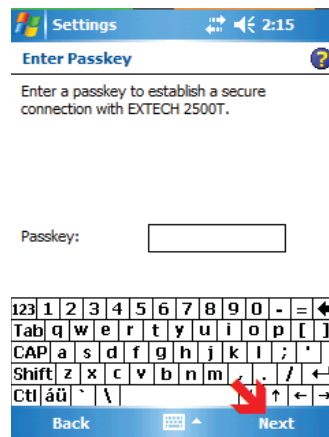 Settings 2:15
Enter Passkey ?
Enter a passkey to establish a secure
connection with EXTECH 2500T.
Passkey:
123 1 2 3 4 5 6 7 8 9 0 - =
Tab q w e r t y u i o p [ ]
CAP a s d f g h j k l ; '
Shift z x c v b n m , . /
Ctl áü ` \
Back Next